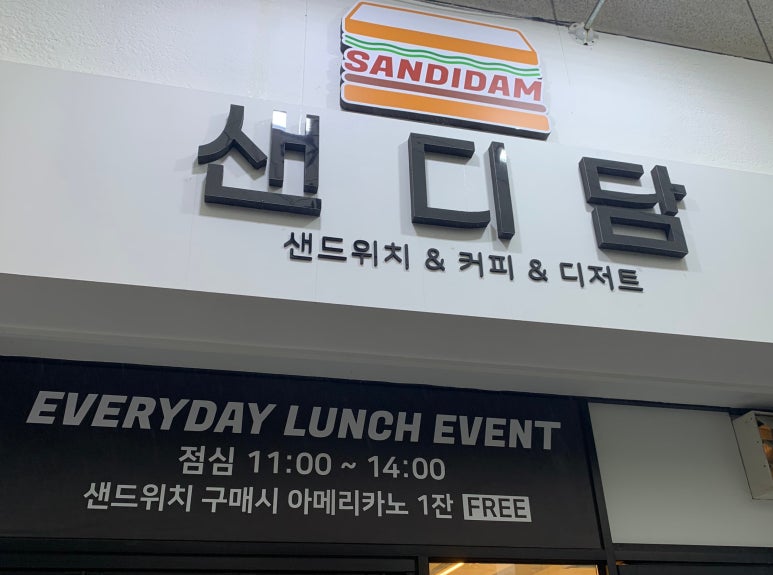 SANDIDAM
샌디담
샌드위치 & 커피 & 디저트
EVERYDAY LUNCH EVENT
점심 11:00 ~ 14:00
샌드위치 구매시 아메리카노 1잔 FREE